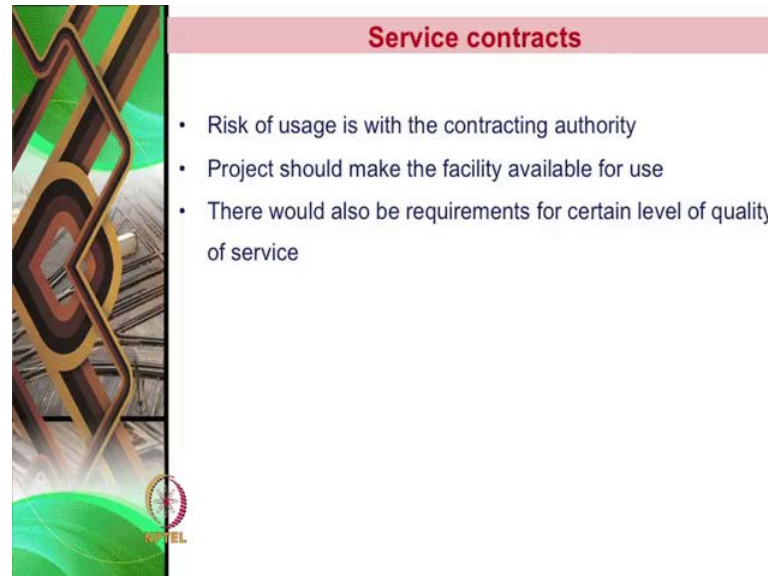 Service contracts
• Risk of usage is with the contracting authority
• Project should make the facility available for use
• There would also be requirements for certain level of quality
of service
NPTEL